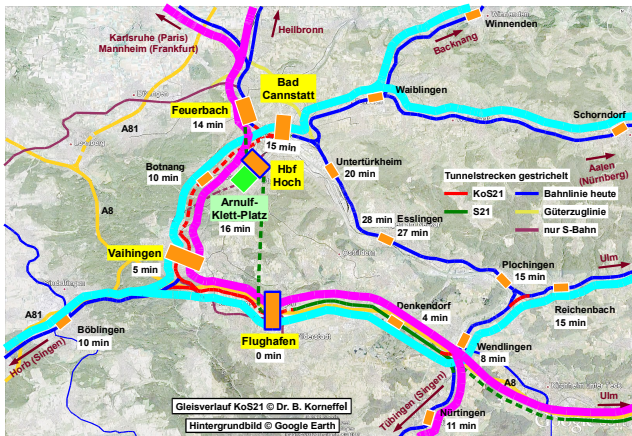 Karlsruhe (Paris)
Mannheim (Frankfurt)
Heilbronn
Winnenden
Winnenden
Backnang
Bad
Cannstatt
Feuerbach
14 min
Waiblingen
Schorndorf
A81
15 min
Botnang
10 min
Hbf
Hoch
Untertürkheim
20 min
Aalen
(Nürnberg)
Arnulf-
Klett-Platz
16 min
Tunnelstrecken gestrichelt
KoS21
Bahnlinie heute
S21
Güterzuglinie
nur S-Bahn
A8
28 min
Esslingen
27 min
Vaihingen
5 min
Plochingen
15 min
Ulm
Denkendorf
4 min
Reichenbach
15 min
A81
Böblingen
10 min
Flughafen
0 min
Wendlingen
8 min
Horb (Singen)
A8
Ulm
Tübingen (Singen)
Nürtingen
11 min
Gleisverlauf KoS21 © Dr. B. Korneffel
Hintergrundbild © Google Earth